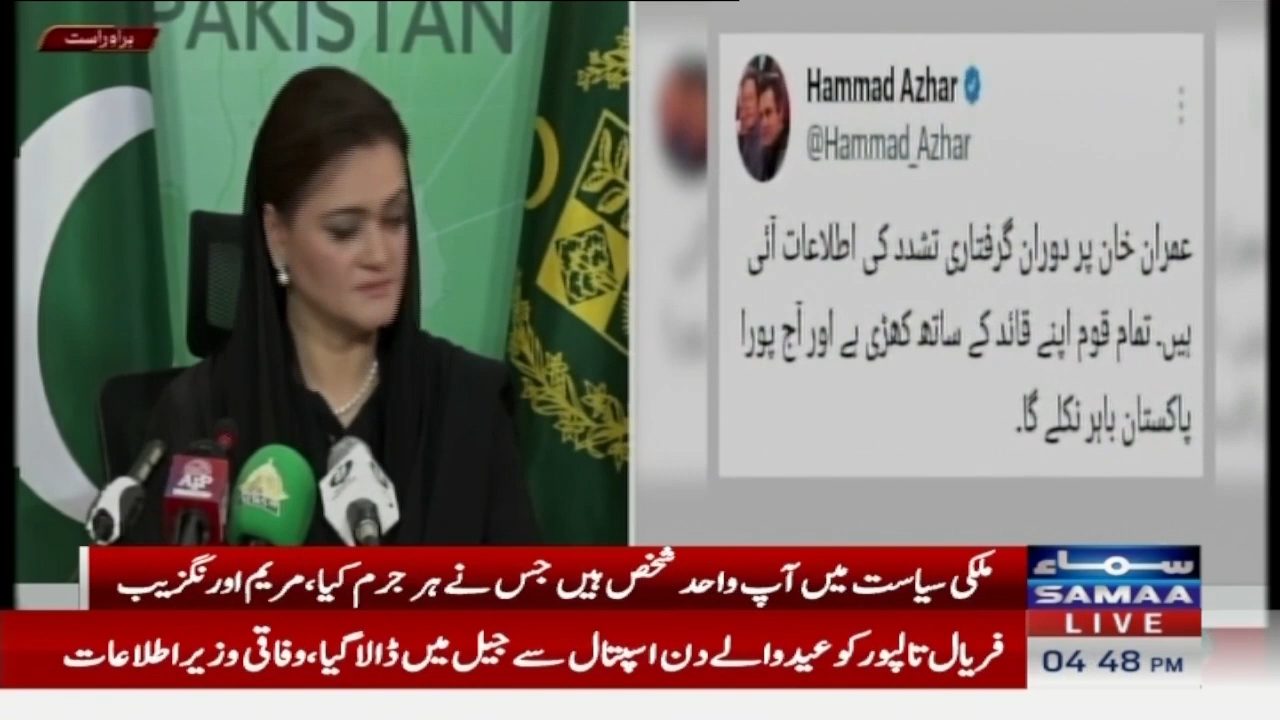 PAKISTAN
براہ راست
Hammad Azhar
@Hammad_Azhar
عمران خان پر دوران گرفتاری تشدد کی اطلاعات آئی
ہیں۔ تمام قوم اپنے قائد کے ساتھ کھڑی ہے اور آج پورا
پاکستان باہر نکلے گا۔
APP
ملکی سیاست میں آپ واحد شخص ہیں جس نے ہر جرم کیا، مریم اورنگزیب
فریال تالپور کو عید والے دن اسپتال سے جیل میں ڈالا گیا، وفاقی وزیر اطلاعات
سماء
SAMAA
LIVE
04 48 PM